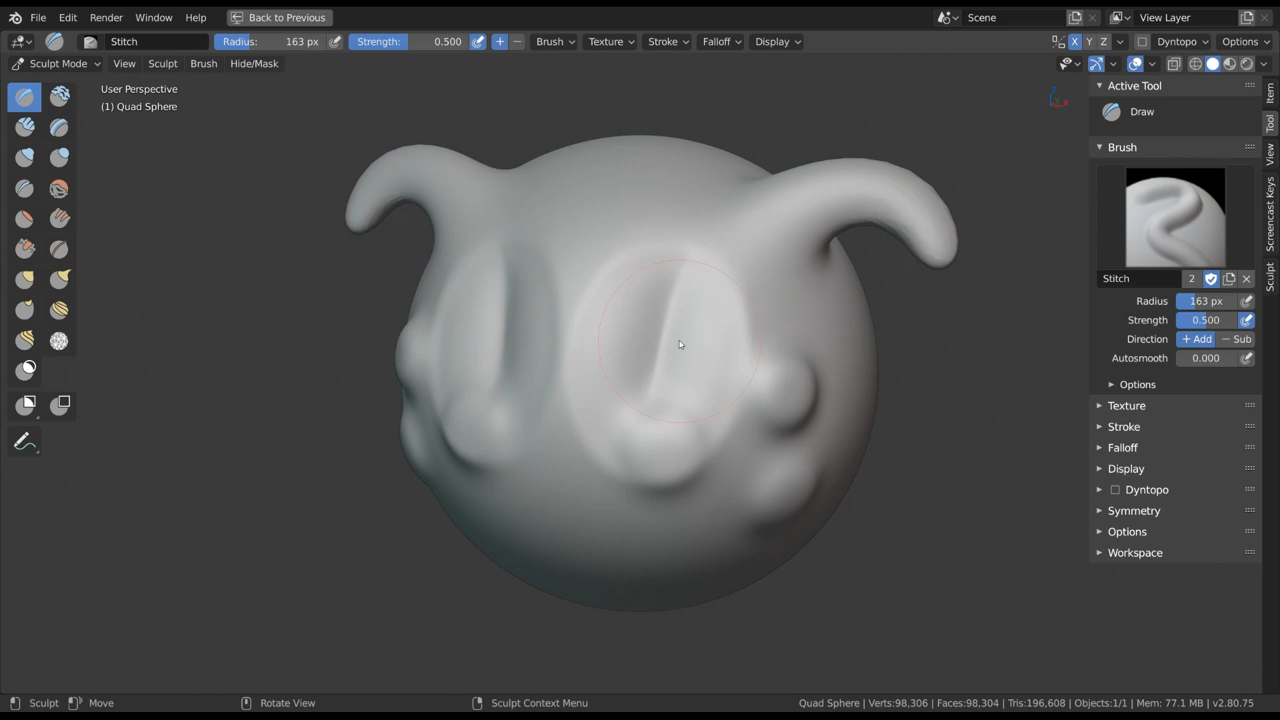 File Edit Render Window Help Back to Previous Scene View Layer
Stitch Radius: 163 px Strength: 0.500 + − Brush Texture Stroke Falloff Display X Y Z Dyntopo Options
Sculpt Mode View Sculpt Brush Hide/Mask
User Perspective
(1) Quad Sphere
Z
Y
X
Active Tool
Draw
Brush
Stitch 2
Radius 163 px
Strength 0.500
Direction + Add − Sub
Autosmooth 0.000
Options
Texture
Stroke
Falloff
Display
Dyntopo
Symmetry
Options
Workspace
Item
Tool
View
Screencast Keys
Sculpt
Sculpt Move Rotate View Sculpt Context Menu Quad Sphere | Verts:98,306 | Faces:98,304 | Tris:196,608 | Objects:1/1 | Mem: 77.1 MB | v2.80.75